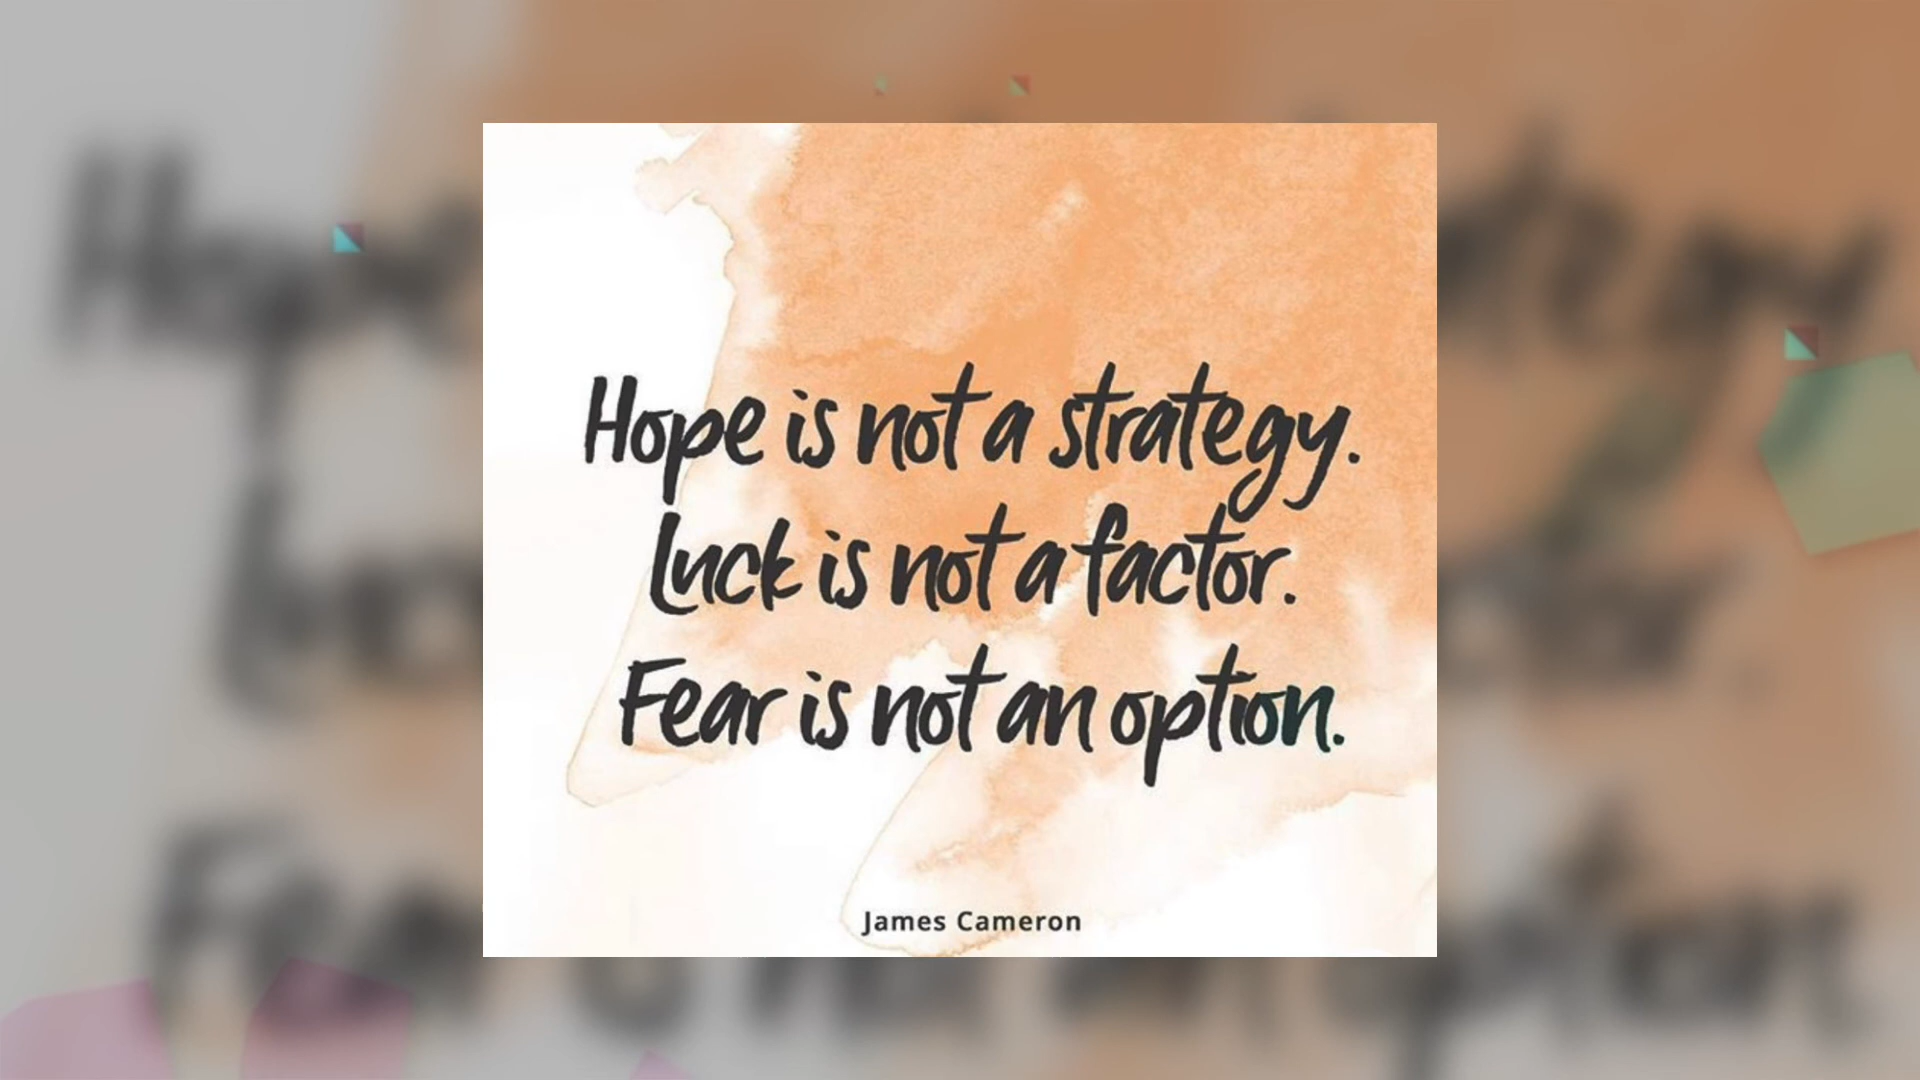 Hope is not a strategy.
Luck is not a factor.
Fear is not an option.
James Cameron